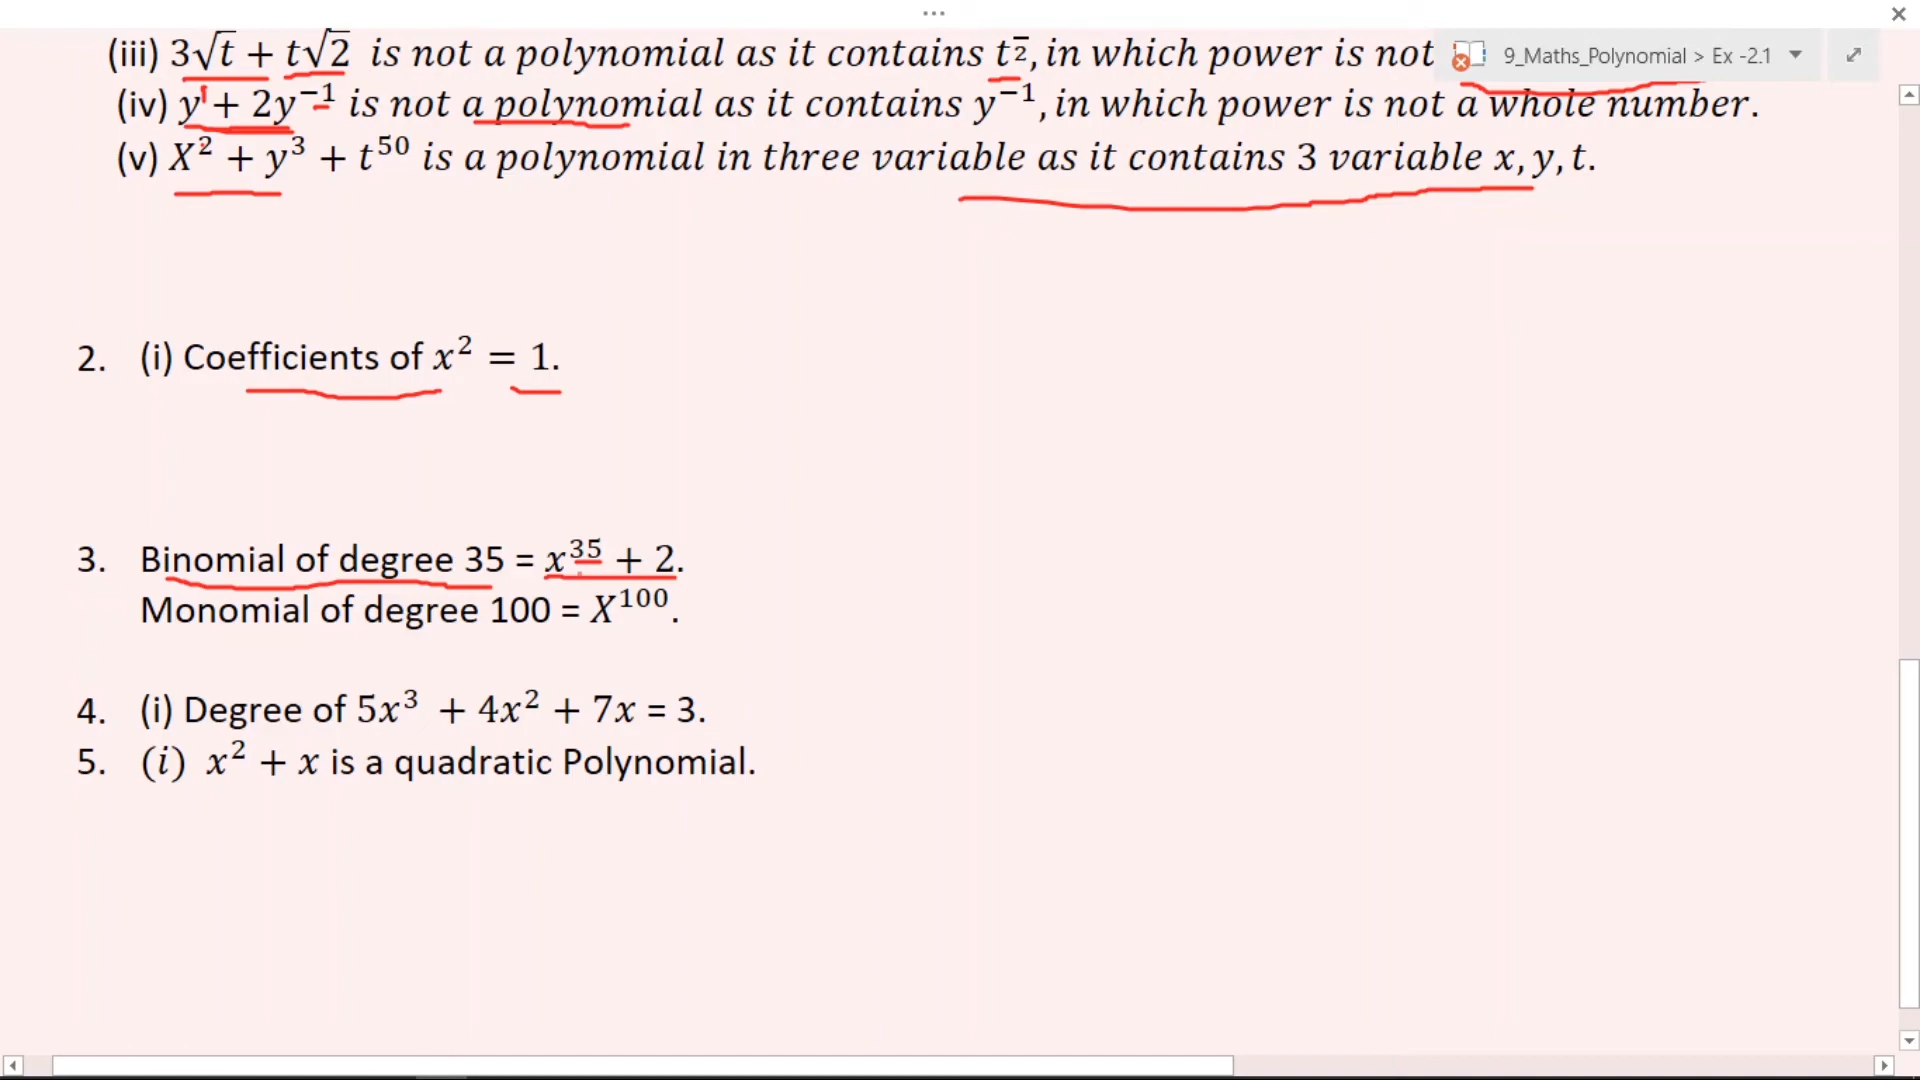 (iii) 3√t + t√2 is not a polynomial as it contains t , in which power is not
9_Maths_Polynomial > Ex -2.1
(iv) y + 2y⁻¹ is not a polynomial as it contains y⁻¹, in which power is not a whole number.
(v) X² + y³ + t⁵⁰ is a polynomial in three variable as it contains 3 variable x, y, t.
2. (i) Coefficients of x² = 1.
3. Binomial of degree 35 = x³⁵ + 2.
Monomial of degree 100 = X¹⁰⁰.
4. (i) Degree of 5x³ + 4x² + 7x = 3.
5. (i) x² + x is a quadratic Polynomial.